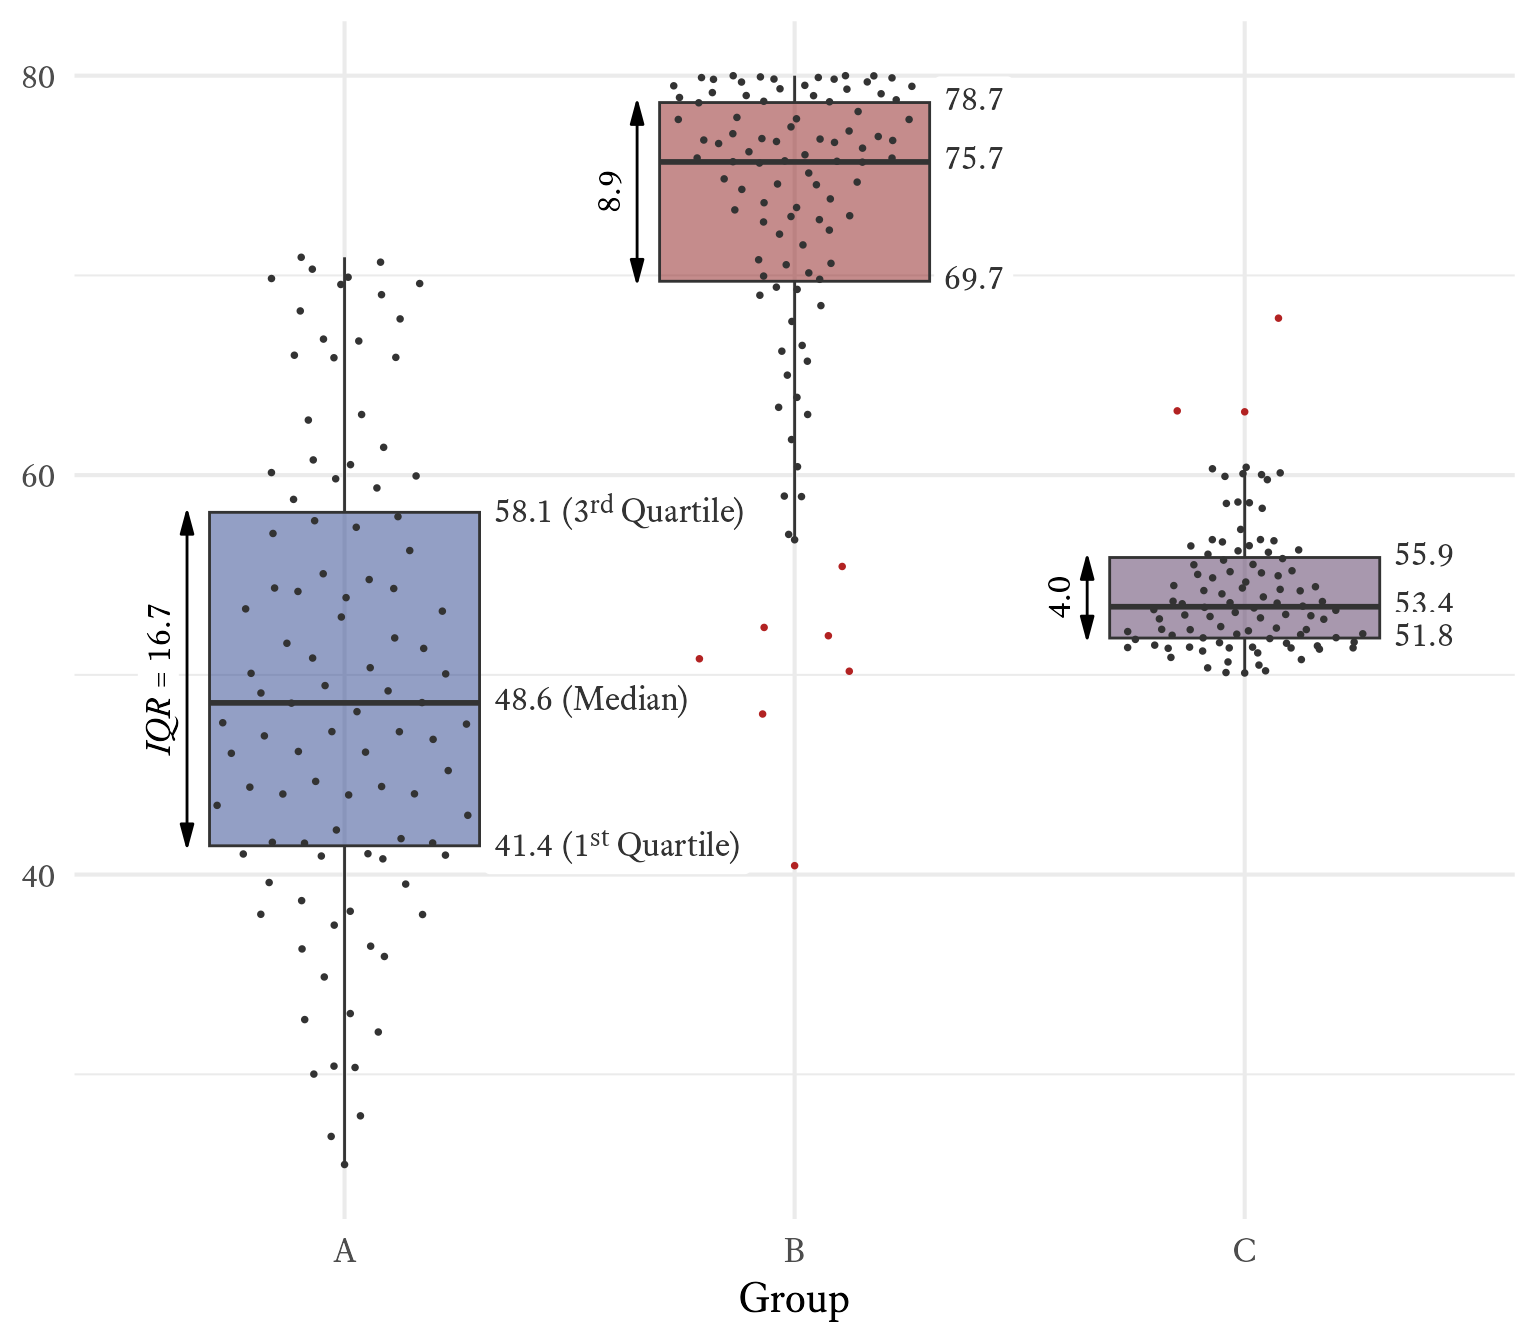 80
60
40
IQR = 16.7
58.1 (3rd Quartile)
48.6 (Median)
41.4 (1st Quartile)
8.9
78.7
75.7
69.7
4.0
55.9
53.4
51.8
A
B
C
Group